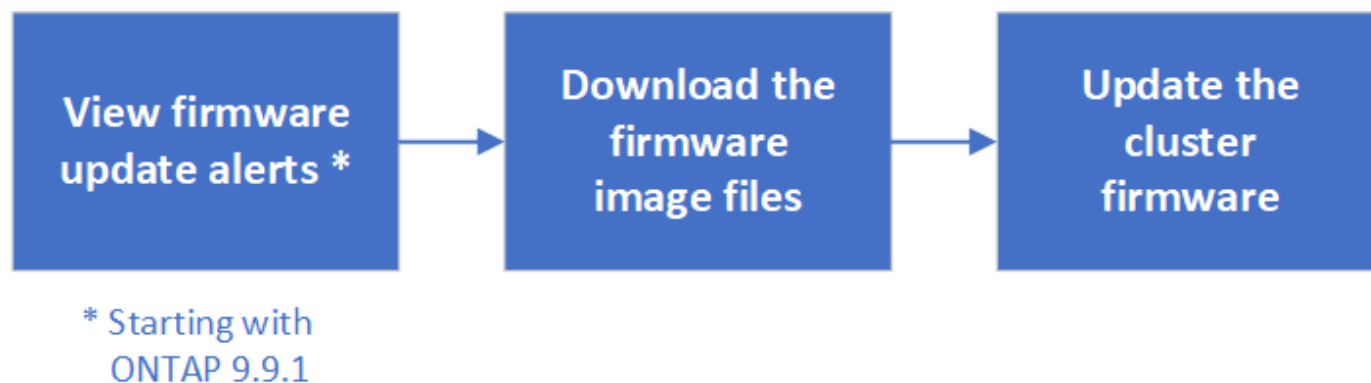 View firmware
update alerts *
Download the
firmware
image files
Update the
cluster
firmware
* Starting with
ONTAP 9.9.1